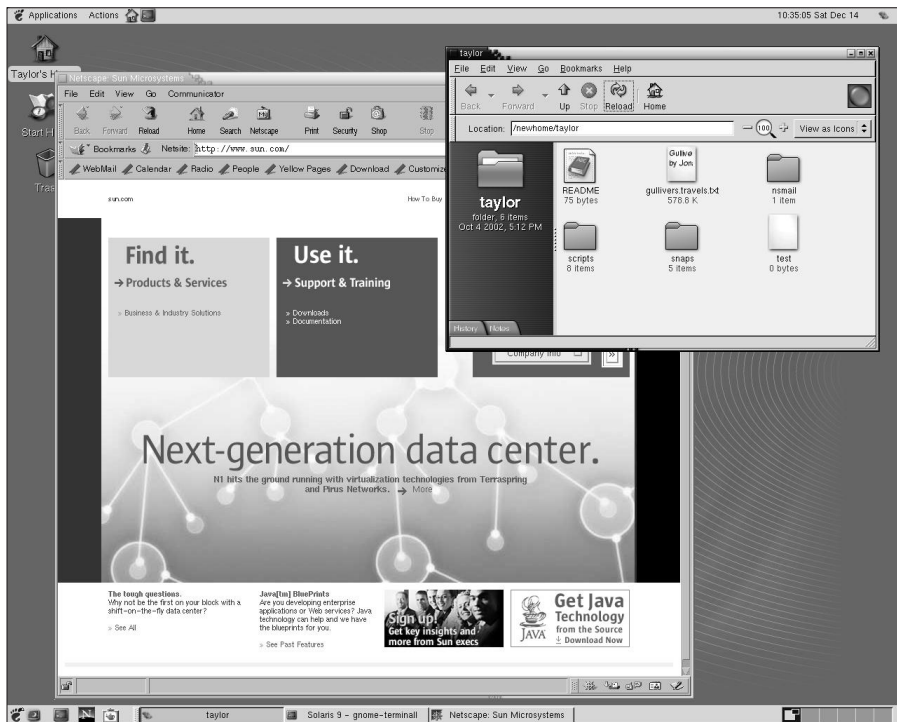 Applications Actions
10:35:05 Sat Dec 14
Taylor's H
Start H
Tras
Netscape: Sun Microsystems
File Edit View Go Communicator
Back Forward Reload Home Search Netscape Print Security Shop Stop
Bookmarks Netsite: http://www.sun.com/
WebMail Calendar Radio People Yellow Pages Download Customize
sun.com How To Buy
Find it.
→ Products & Services
» Business & Industry Solutions
Use it.
→ Support & Training
» Downloads
» Documentation
Company Info »
Next-generation data center.
N1 hits the ground running with virtualization technologies from Terraspring
and Pirus Networks. → More
The tough questions.
Why not be the first on your block with a
shift-on-the-fly data center?
» See All
Java[tm] BluePrints
Are you developing enterprise
applications or Web services? Java
technology can help and we have
the blueprints for you.
» See Past Features
Sign up!
Get key insights and
more from Sun execs
JAVA
Get Java
Technology
from the Source
↓ Download Now
taylor
File Edit View Go Bookmarks Help
Back Forward Up Stop Reload Home
Location: /newhome/taylor 100 View as Icons
taylor
folder, 6 items
Oct 4 2002, 5:12 PM
History Notes
README
75 bytes
Gullive
by Jon
gullivers.travels.txt
578.8 K
nsmail
1 item
scripts
8 items
snaps
5 items
test
0 bytes
taylor
Solaris 9 - gnome-terminall
Netscape: Sun Microsystems